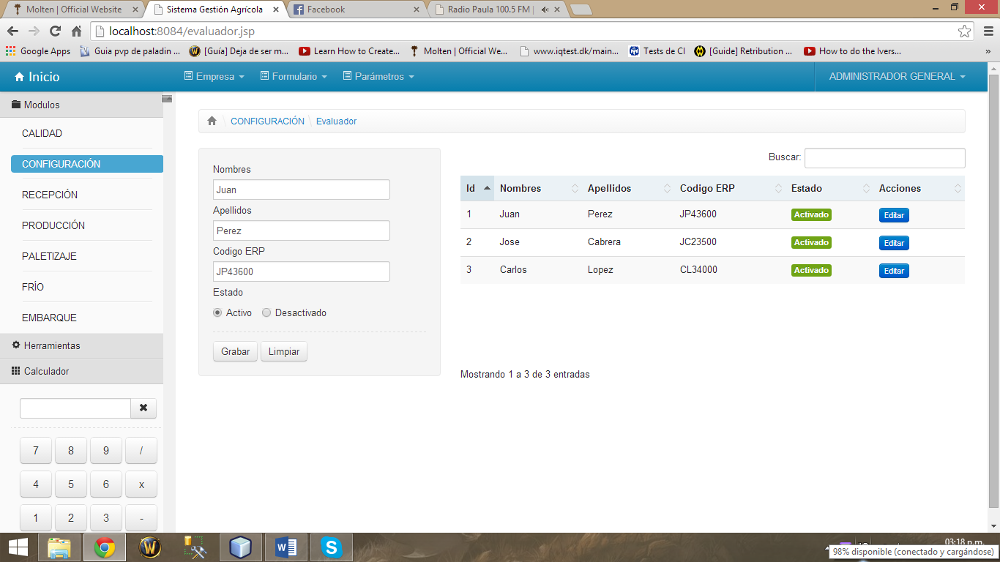 Molten | Official Website
Sistema Gestión Agrícola
Facebook
Radio Paula 100.5 FM |
localhost:8084/evaluador.jsp
Google Apps
Guia pvp de paladin ...
[Guía] Deja de ser m...
Learn How to Create...
Molten | Official We...
www.iqtest.dk/main...
Tests de CI
[Guide] Retribution ...
How to do the Ivers...
»
Inicio
Empresa
Formulario
Parámetros
ADMINISTRADOR GENERAL
Modulos
CALIDAD
CONFIGURACIÓN
RECEPCIÓN
PRODUCCIÓN
PALETIZAJE
FRÍO
EMBARQUE
Herramientas
Calculador
7 8 9 /
4 5 6 x
1 2 3 -
CONFIGURACIÓN \ Evaluador
Nombres
Juan
Apellidos
Perez
Codigo ERP
JP43600
Estado
Activo Desactivado
Grabar Limpiar
Buscar:
Id Nombres Apellidos Codigo ERP Estado Acciones
1 Juan Perez JP43600 Activado Editar
2 Jose Cabrera JC23500 Activado Editar
3 Carlos Lopez CL34000 Activado Editar
Mostrando 1 a 3 de 3 entradas
03:18 p.m.
98% disponible (conectado y cargándose)